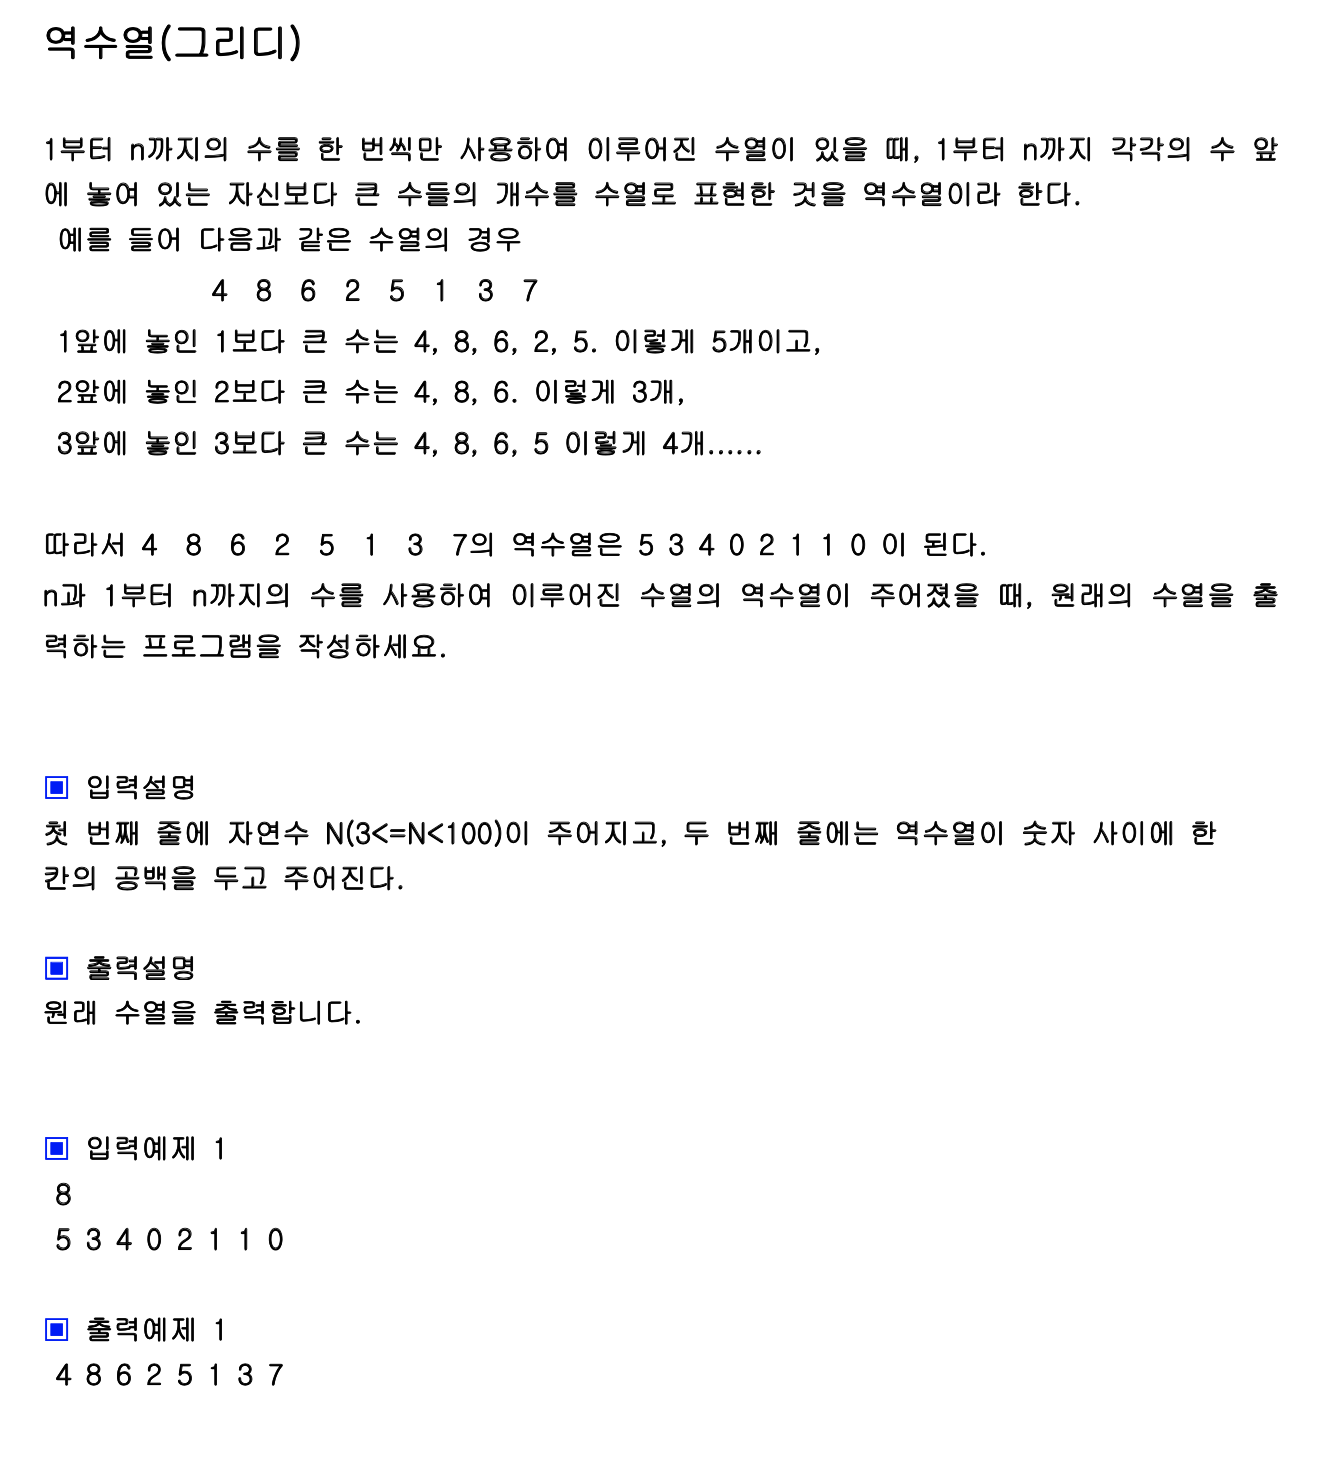 역수열(그리디)
1부터 n까지의 수를 한 번씩만 사용하여 이루어진 수열이 있을 때, 1부터 n까지 각각의 수 앞
에 놓여 있는 자신보다 큰 수들의 개수를 수열로 표현한 것을 역수열이라 한다.
예를 들어 다음과 같은 수열의 경우
4 8 6 2 5 1 3 7
1앞에 놓인 1보다 큰 수는 4, 8, 6, 2, 5. 이렇게 5개이고,
2앞에 놓인 2보다 큰 수는 4, 8, 6. 이렇게 3개,
3앞에 놓인 3보다 큰 수는 4, 8, 6, 5 이렇게 4개......
따라서 4 8 6 2 5 1 3 7의 역수열은 5 3 4 0 2 1 1 0 이 된다.
n과 1부터 n까지의 수를 사용하여 이루어진 수열의 역수열이 주어졌을 때, 원래의 수열을 출
력하는 프로그램을 작성하세요.
▣ 입력설명
첫 번째 줄에 자연수 N(3<=N<100)이 주어지고, 두 번째 줄에는 역수열이 숫자 사이에 한
칸의 공백을 두고 주어진다.
▣ 출력설명
원래 수열을 출력합니다.
▣ 입력예제 1
8
5 3 4 0 2 1 1 0
▣ 출력예제 1
4 8 6 2 5 1 3 7